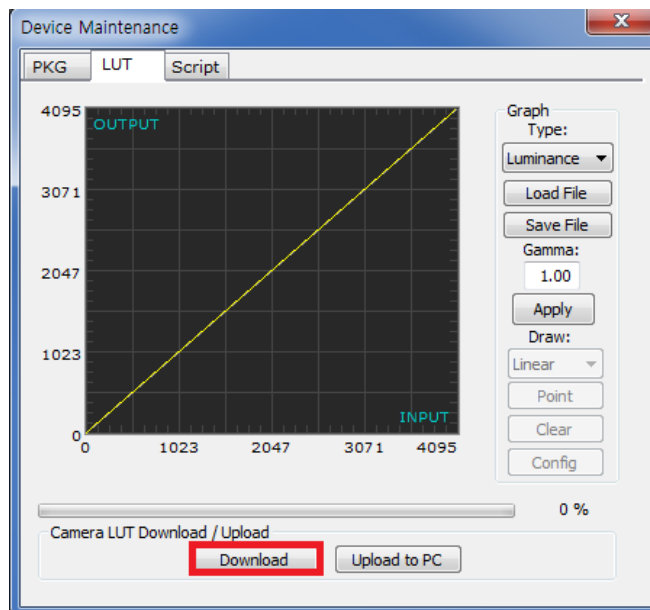 Device Maintenance
x
PKG LUT Script
4095
OUTPUT
3071
2047
1023
0
INPUT
0 1023 2047 3071 4095
Graph
Type:
Luminance
Load File
Save File
Gamma:
1.00
Apply
Draw:
Linear
Point
Clear
Config
0 %
Camera LUT Download / Upload
Download Upload to PC